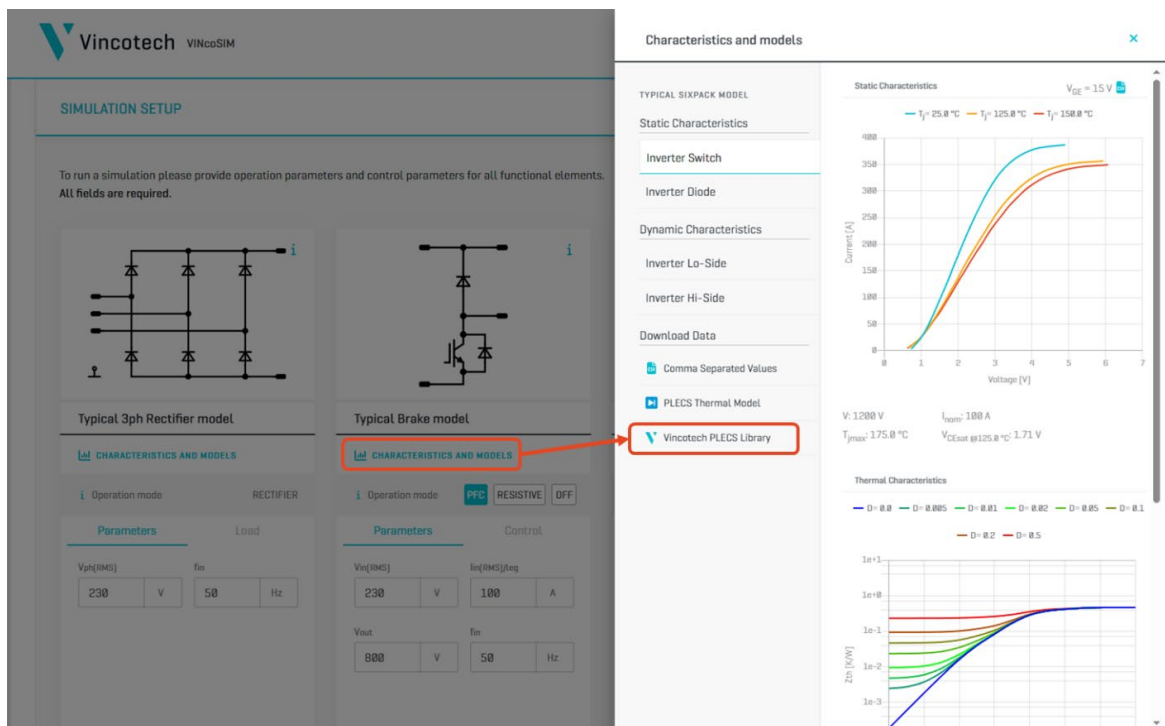 Vincotech VINcoSIM
SIMULATION SETUP
To run a simulation please provide operation parameters and control parameters for all functional elements.
All fields are required.
i
i
Typical 3ph Rectifier model
Typical Brake model
CHARACTERISTICS AND MODELS
CHARACTERISTICS AND MODELS
i Operation mode RECTIFIER
i Operation mode PFC RESISTIVE OFF
Parameters Load
Parameters Control
Vph(RMS) fin
230 V 50 Hz
Vin(RMS) Iin(RMS)/leg
230 V 100 A
Vout fin
800 V 50 Hz
Characteristics and models ×
TYPICAL SIXPACK MODEL
Static Characteristics
Inverter Switch
Inverter Diode
Dynamic Characteristics
Inverter Lo-Side
Inverter Hi-Side
Download Data
Comma Separated Values
PLECS Thermal Model
Vincotech PLECS Library
Static Characteristics VGE = 15 V
Tj= 25.0 °C Tj= 125.0 °C Tj= 150.0 °C
400
350
300
250
200
150
100
50
0
Current [A]
0 1 2 3 4 5 6 7
Voltage [V]
V: 1200 V Inom: 100 A
Tjmax: 175.0 °C VCEsat @125.0 °C: 1.71 V
Thermal Characteristics
D= 0.0 D= 0.005 D= 0.01 D= 0.02 D= 0.05 D= 0.1
D= 0.2 D= 0.5
1e+1
1e+0
1e-1
1e-2
1e-3
Zth [K/W]